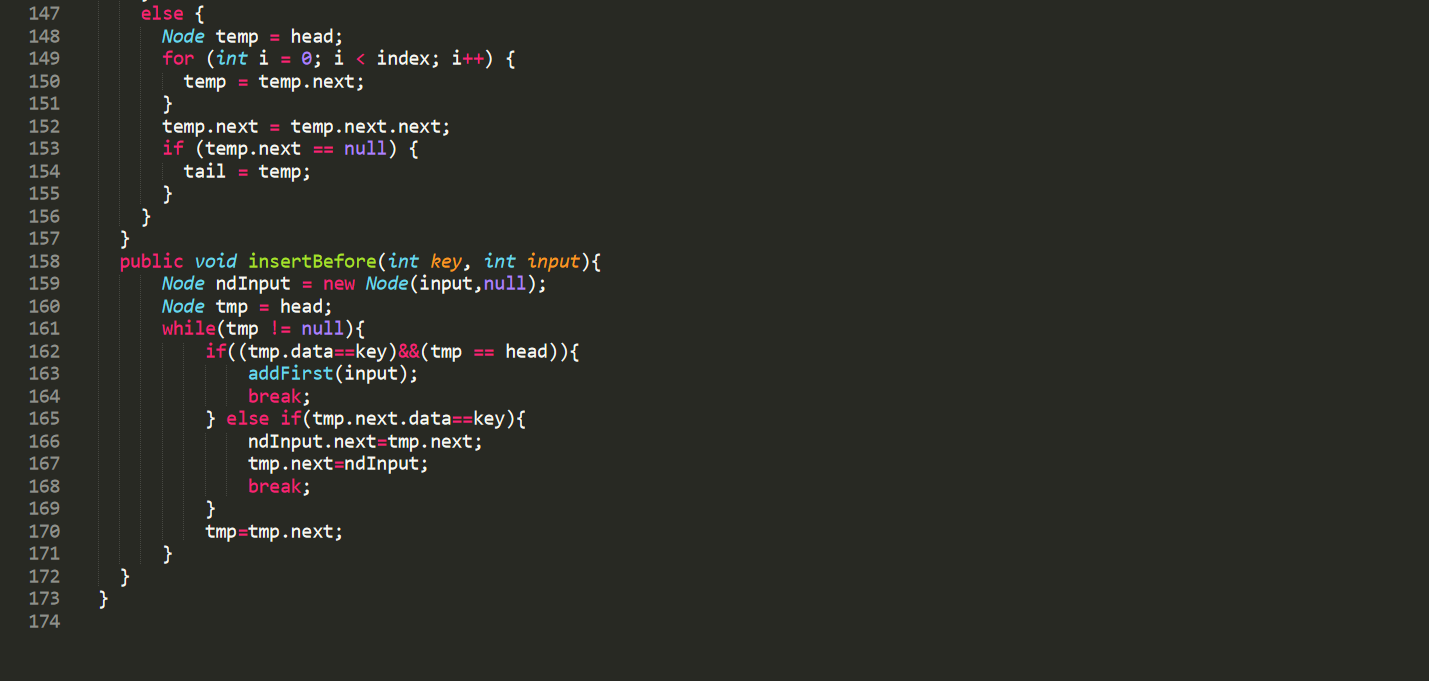 147 else {
148 Node temp = head;
149 for (int i = 0; i < index; i++) {
150 temp = temp.next;
151 }
152 temp.next = temp.next.next;
153 if (temp.next == null) {
154 tail = temp;
155 }
156 }
157 }
158 public void insertBefore(int key, int input){
159 Node ndInput = new Node(input,null);
160 Node tmp = head;
161 while(tmp != null){
162 if((tmp.data==key)&&(tmp == head)){
163 addFirst(input);
164 break;
165 } else if(tmp.next.data==key){
166 ndInput.next=tmp.next;
167 tmp.next=ndInput;
168 break;
169 }
170 tmp=tmp.next;
171 }
172 }
173 }
174